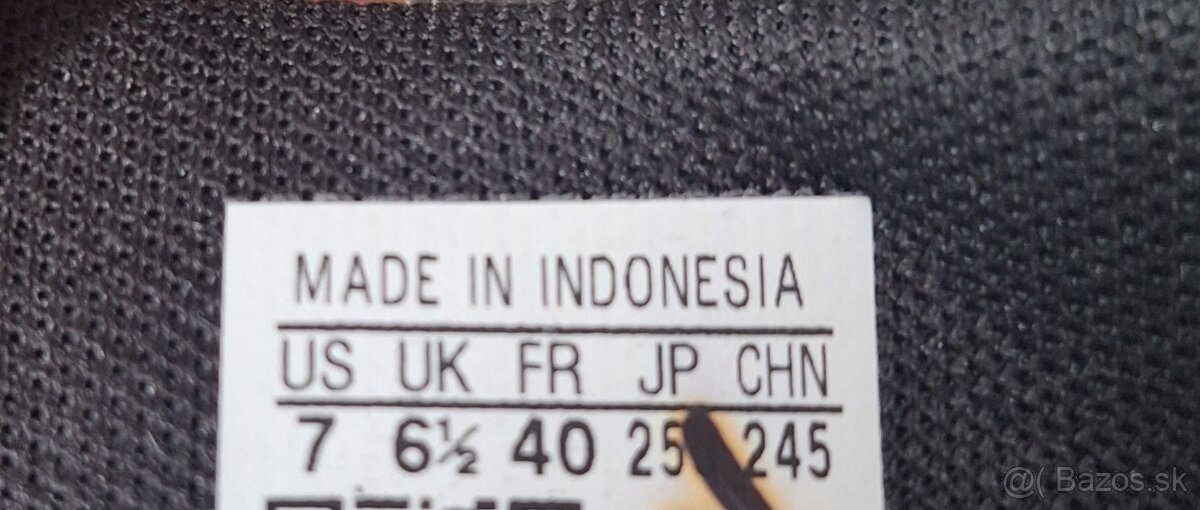 MADE IN INDONESIA
US UK FR JP CHN
7 6½ 40 25 245
@( Bazos.sk